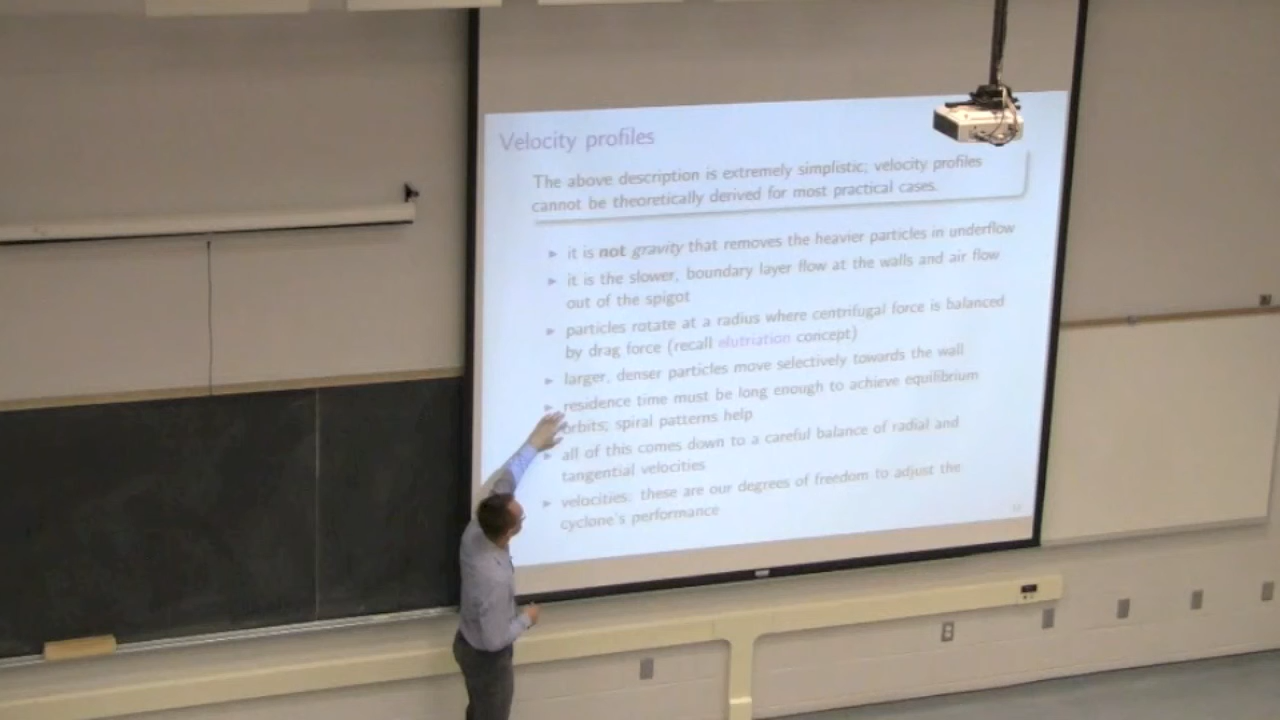 Velocity profiles
The above description is extremely simplistic; velocity profiles
cannot be theoretically derived for most practical cases.
▶ it is not gravity that removes the heavier particles in underflow
▶ it is the slower, boundary layer flow at the walls and air flow
out of the spigot
▶ particles rotate at a radius where centrifugal force is balanced
by drag force (recall elutriation concept)
▶ larger, denser particles move selectively towards the wall
▶ residence time must be long enough to achieve equilibrium
orbits; spiral patterns help
▶ all of this comes down to a careful balance of radial and
tangential velocities
▶ velocities: these are our degrees of freedom to adjust the
cyclone's performance